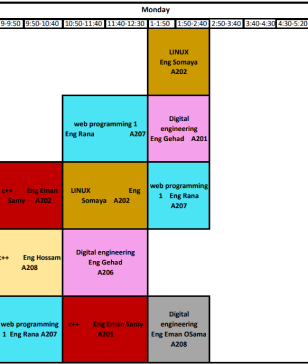 Monday
9-9:50 9:50-10:40 10:50-11:40 11:40-12:30 1-1:50 1:50-2:40 2:50-3:40 3:40-4:30 4:30-5:20
LINUX
Eng Somaya
A202
web programming 1
Eng Rana A207
Digital
engineering
Eng Gehad A201
c++ Eng Eman
Samy A202
LINUX Eng
Somaya A202
web programming
1 Eng Rana
A207
c++ Eng Hossam
A208
Digital engineering
Eng Gehad
A206
web programming
1 Eng Rana A207
c++ Eng Eman Samy
A201
Digital
engineering
Eng Eman OSama
A208